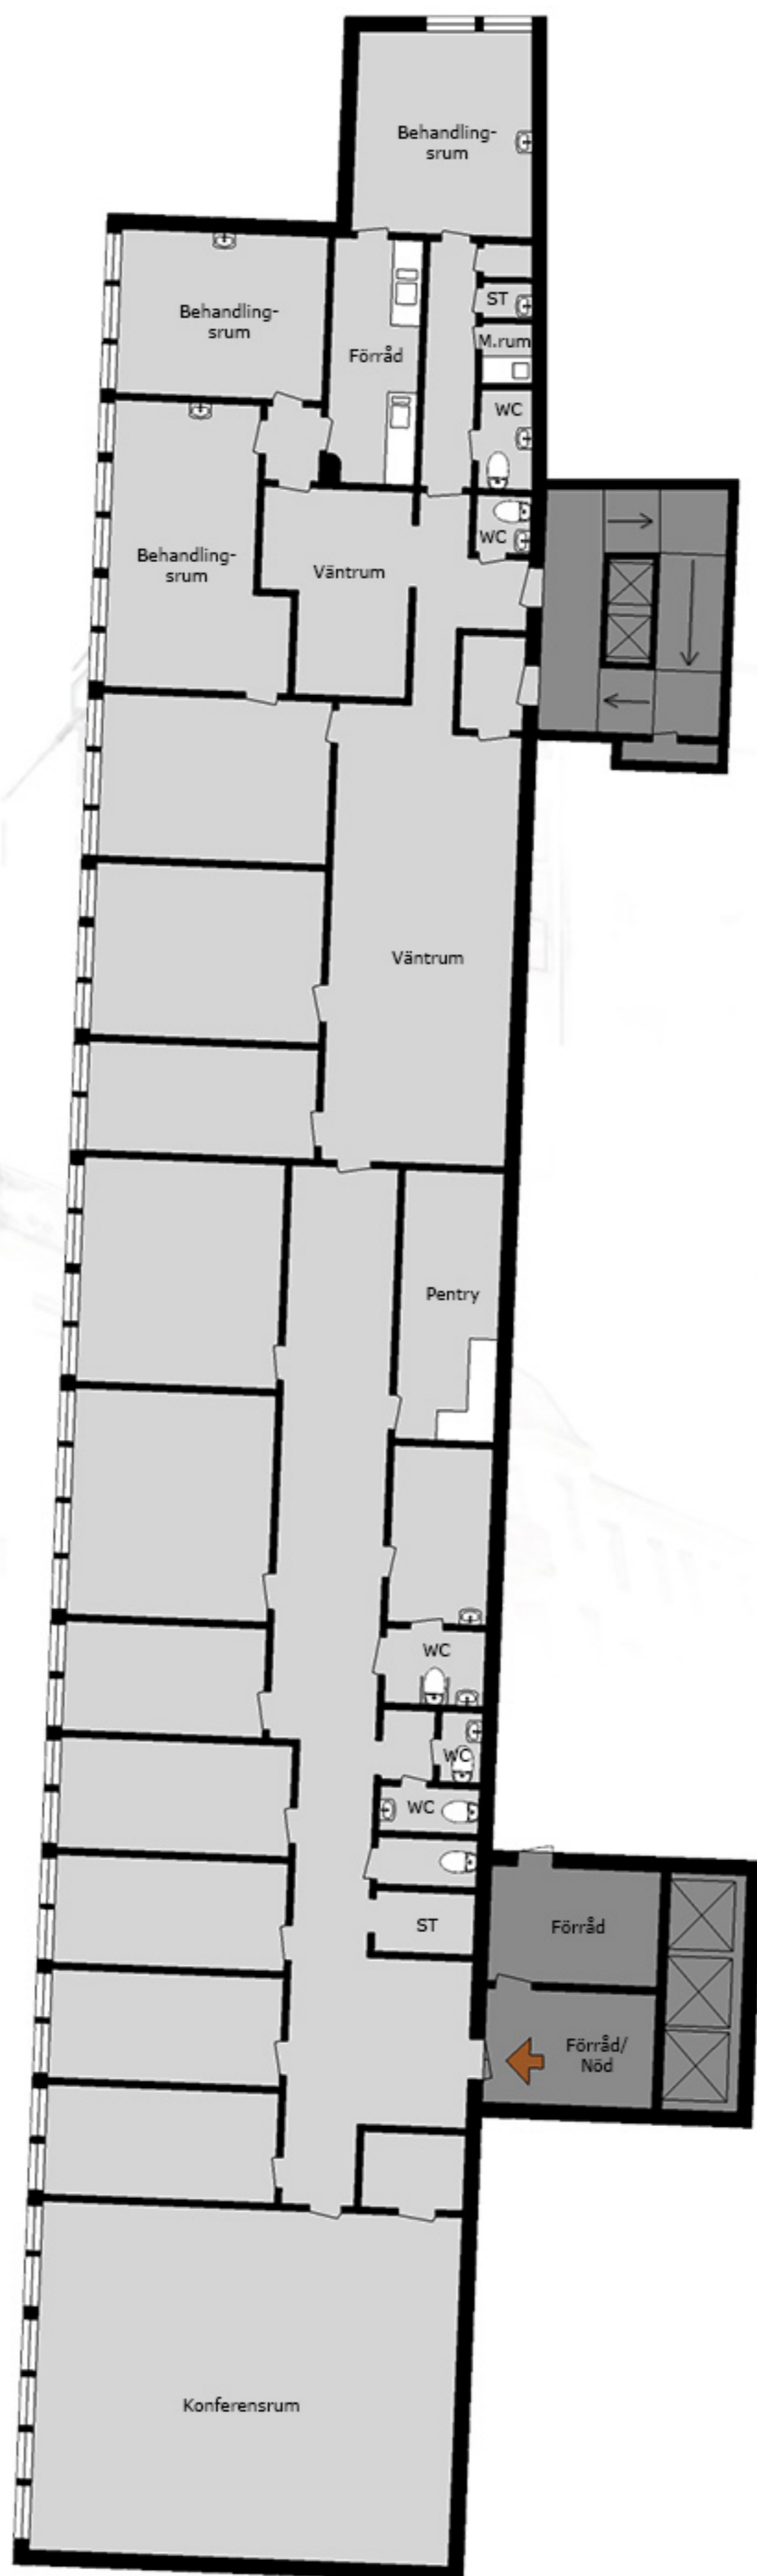 Behandling-
srum
Behandling-
srum
ST
M.rum
Förråd
WC
WC
Behandling-
srum
Väntrum
Väntrum
Pentry
WC
WC
WC
ST
Förråd
Förråd/
Nöd
Konferensrum